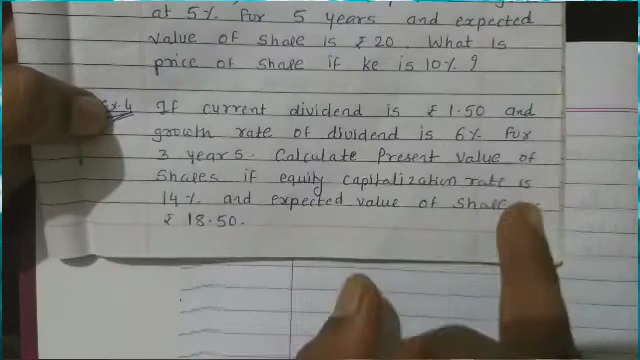 at 5% for 5 years and expected
value of share is ₹20. What is
price of share if ke is 10% ?
Ex.4 If current dividend is ₹1.50 and
growth rate of dividend is 6% for
3 years. Calculate Present Value of
Shares if equity capitalization rate is
14% and expected value of share
₹ 18.50.